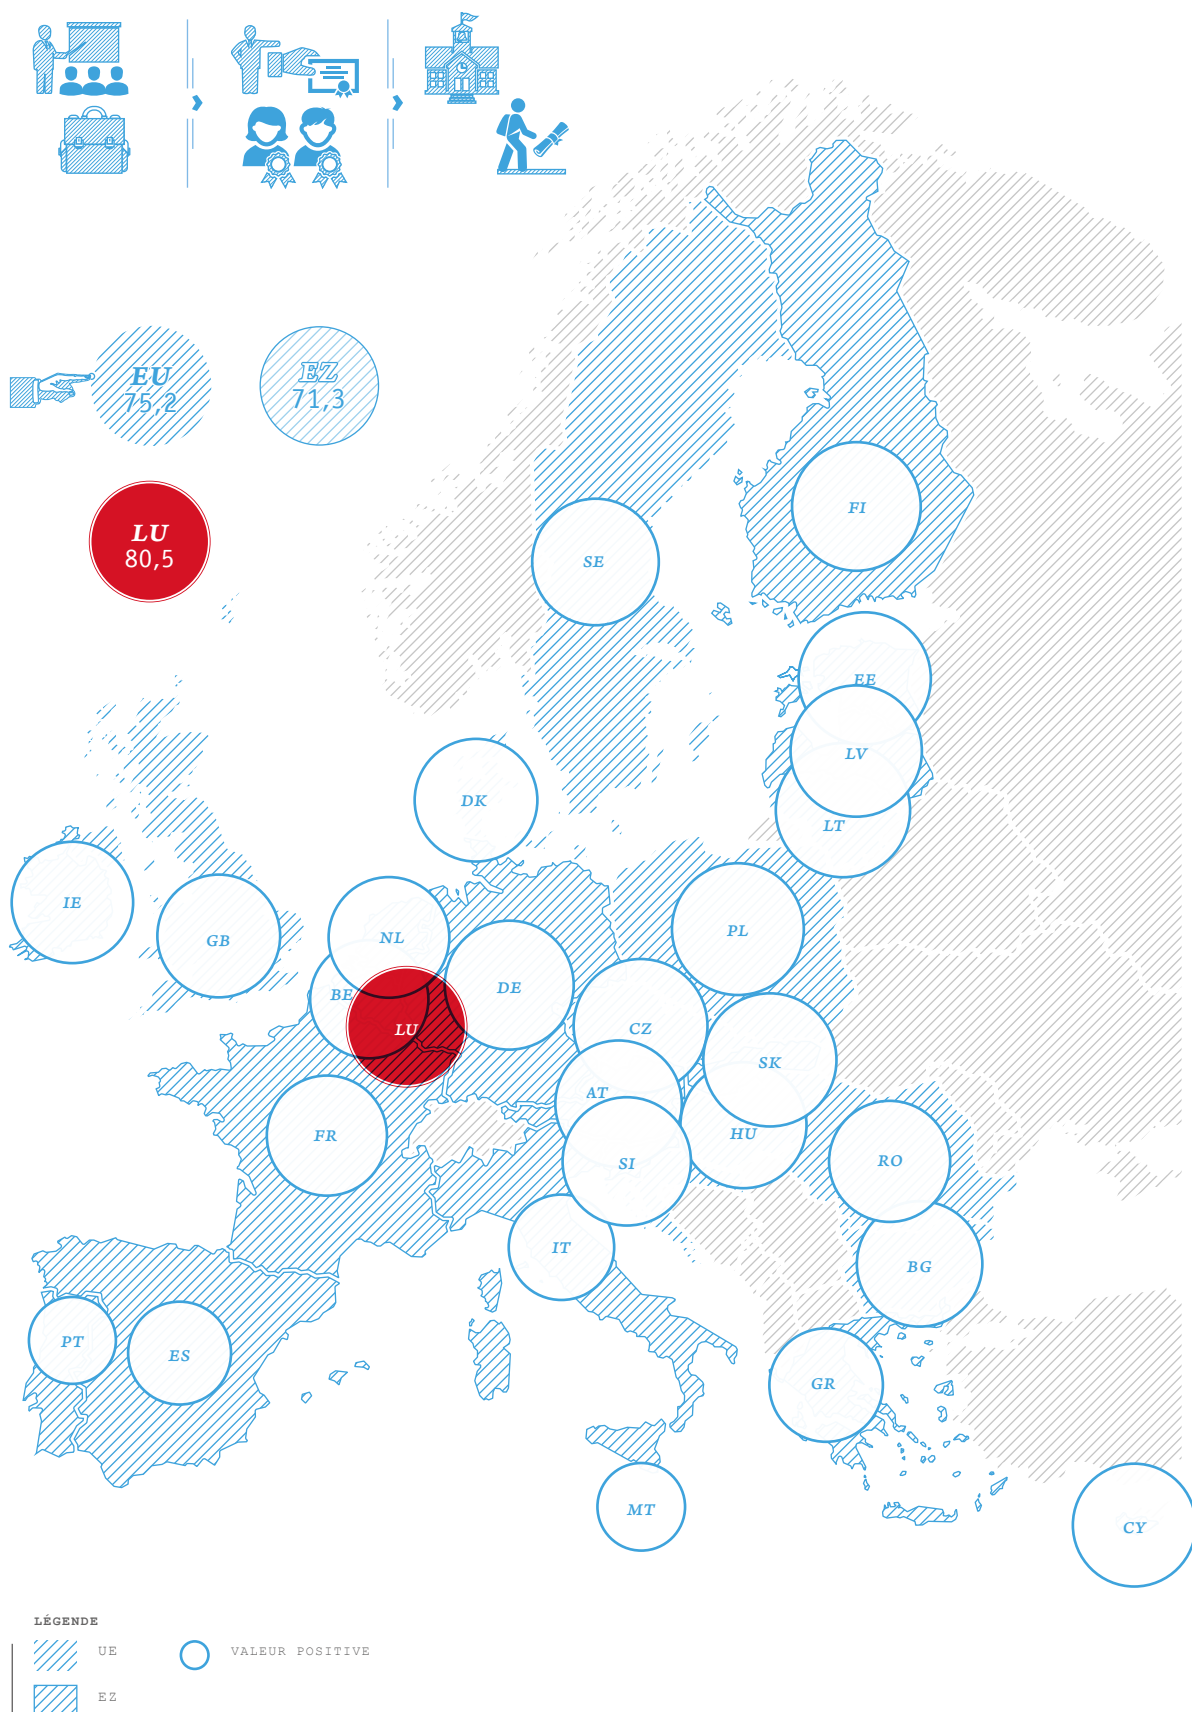 EU
75,2
EZ
71,3
LU
80,5
FI
SE
EE
LV
LT
DK
IE
GB
NL
BE
LU
DE
PL
CZ
SK
AT
HU
SI
FR
RO
IT
BG
PT
ES
GR
MT
CY
LÉGENDE
UE
VALEUR POSITIVE
EZ